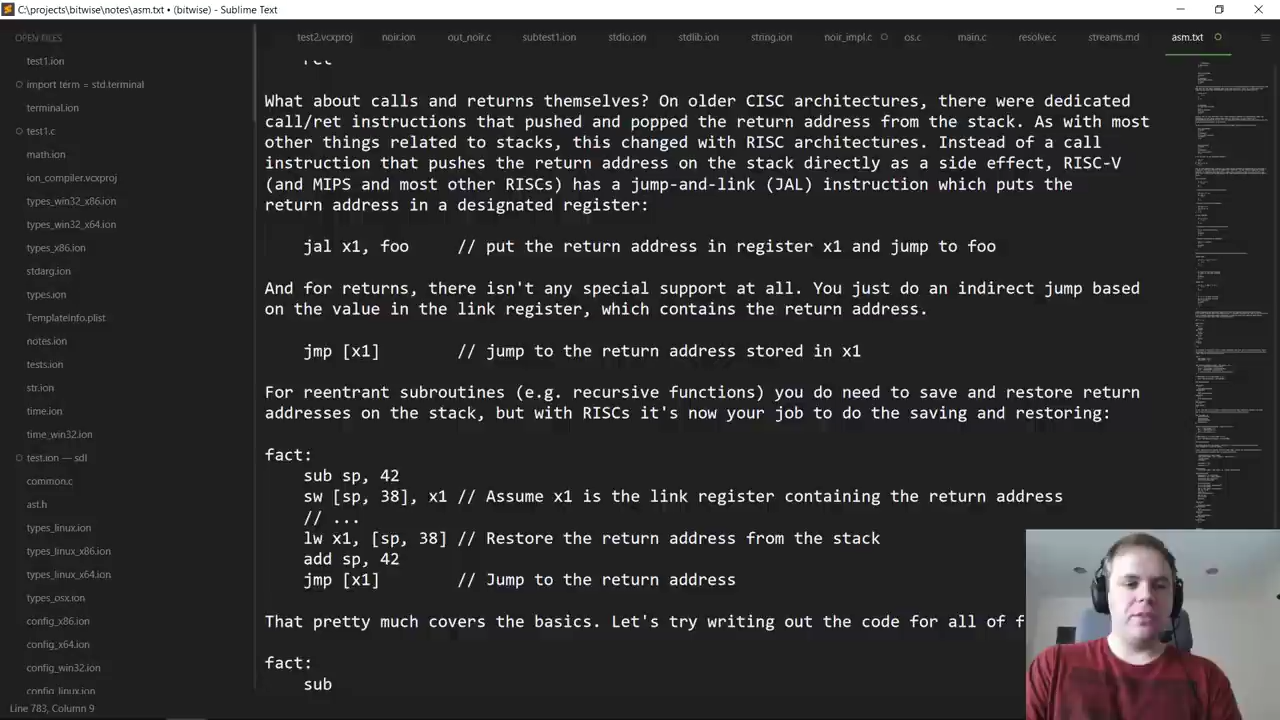 C:\projects\bitwise\notes\asm.txt • (bitwise) - Sublime Text
OPEN FILES
test1.ion
import term = std.terminal
terminal.ion
test1.c
math.ion
ion_compiler.vcxproj
types_win32_x86.ion
types_win32_x64.ion
types_x86.ion
stdarg.ion
types.ion
TemplateInfo.plist
notes.ion
tests.ion
str.ion
time.ion
time_win32.ion
test.ion — sdl
common.c
ast.h
types_linux.ion
types_linux_x86.ion
types_linux_x64.ion
types_osx.ion
config_x86.ion
config_x64.ion
config_win32.ion
config_linux.ion
test2.vcxproj noir.ion out_noir.c subtest1.ion stdio.ion stdlib.ion string.ion noir_impl.c os.c main.c resolve.c streams.md asm.txt
ret
What about calls and returns themselves? On older CISC architectures, there were dedicated
call/ret instructions the pushed and popped the return address from the stack. As with most
other things related to stacks, this changed with RISC architectures. Instead of a call
instruction that pushes the return address on the stack directly as a side effect, RISC-V
(and MIPS and most other RISCs) has a jump-and-link (JAL) instruction which puts the
return address in a designated register:
jal x1, foo // put the return address in register x1 and jump to foo
And for returns, there isn't any special support at all. You just do an indirect jump based
on the value in the link register, which contains the return address.
jmp [x1] // jump to the return address stored in x1
For reentrant subroutines (e.g. recursive functions) you do need to save and restore return
addresses on the stack, but with RISCs it's now your job to do the saving and restoring:
fact:
sub sp, 42
sw [sp, 38], x1 // Assume x1 is the link register containing the return address
// ...
lw x1, [sp, 38] // Restore the return address from the stack
add sp, 42
jmp [x1] // Jump to the return address
That pretty much covers the basics. Let's try writing out the code for all of f
fact:
sub
Line 783, Column 9